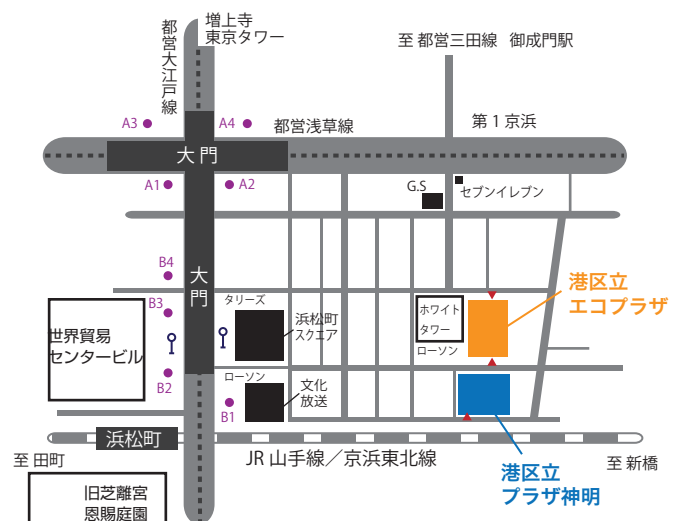 都営大江戸線
増上寺
東京タワー
至 都営三田線 御成門駅
A3
A4
都営浅草線
第1京浜
大門
A1
A2
G.S
セブンイレブン
B4
大門
B3
タリーズ
浜松町
スクエア
世界貿易
センタービル
ホワイト
タワー
ローソン
港区立
エコプラザ
B2
ローソン
文化
放送
B1
浜松町
JR 山手線／京浜東北線
至 田町
至 新橋
港区立
プラザ神明
旧芝離宮
恩賜庭園